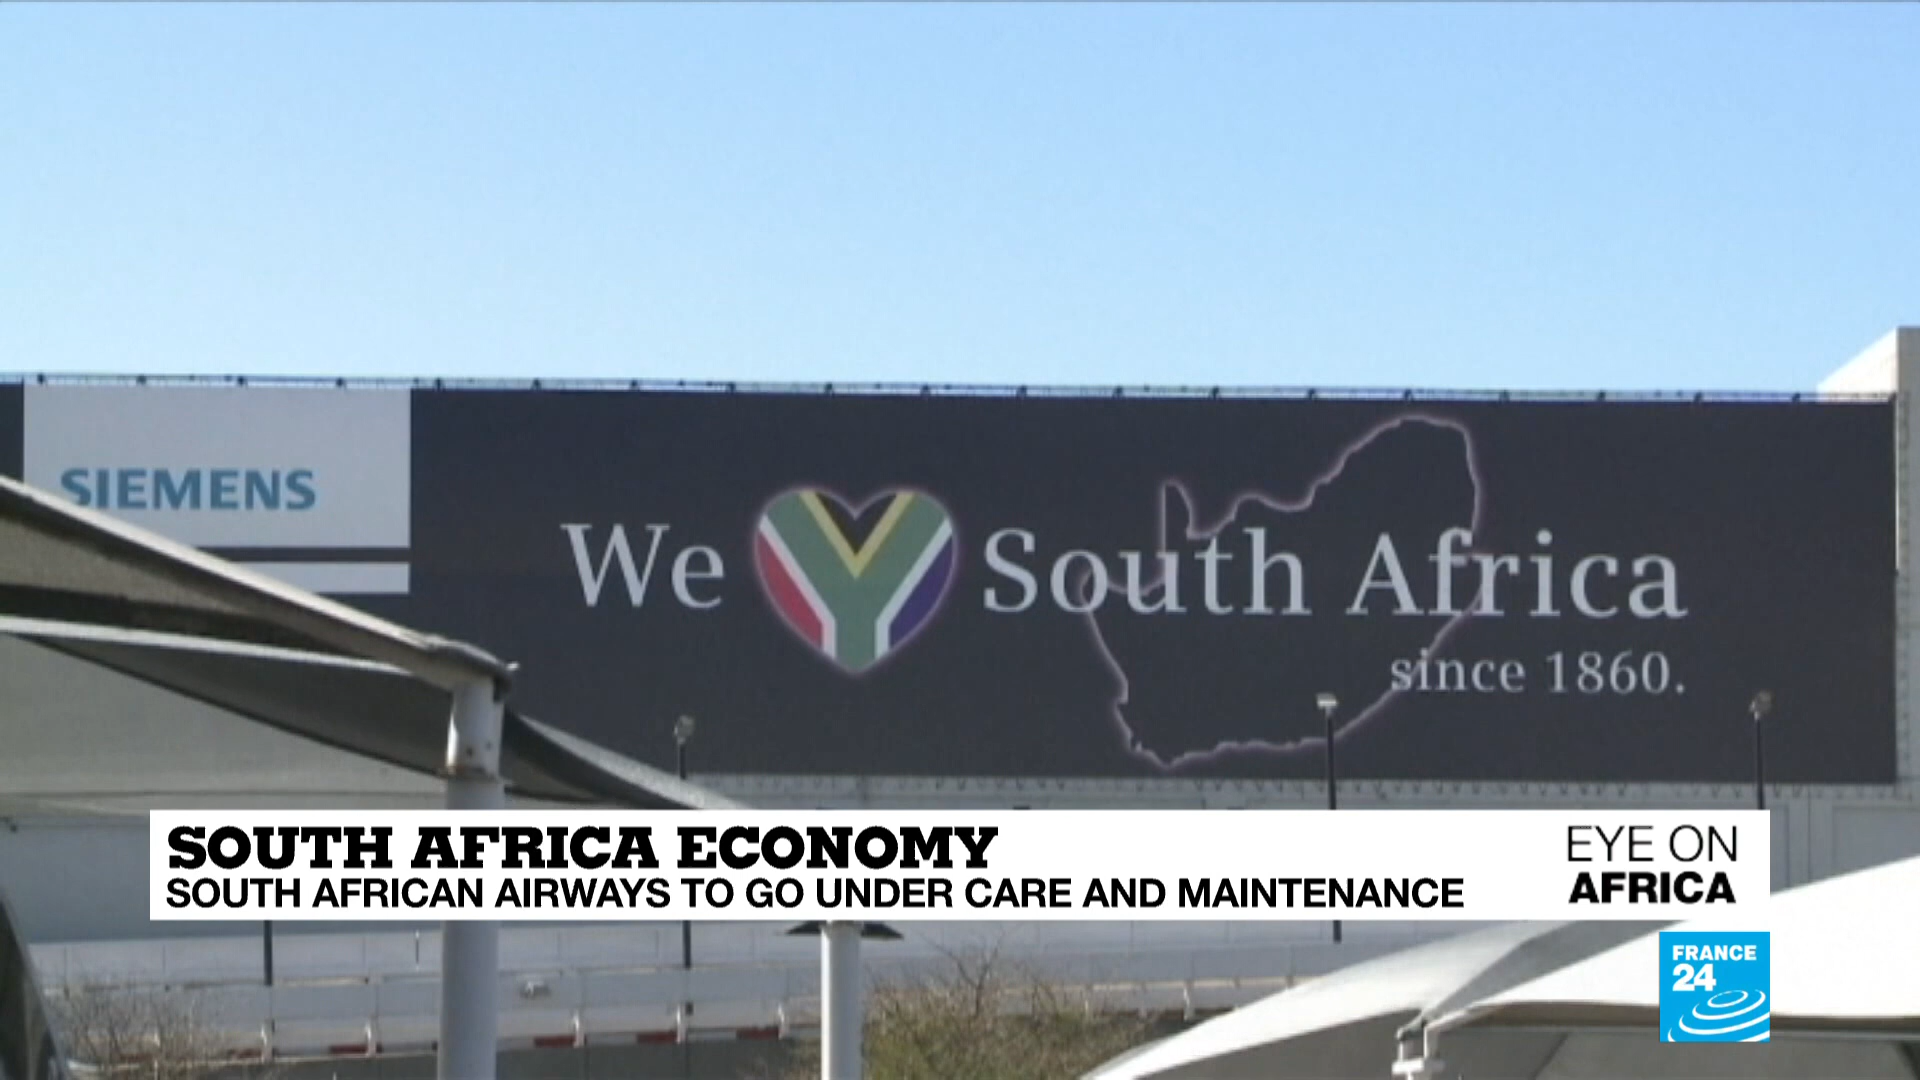 SIEMENS
We South Africa
since 1860.
SOUTH AFRICA ECONOMY
SOUTH AFRICAN AIRWAYS TO GO UNDER CARE AND MAINTENANCE
EYE ON
AFRICA
FRANCE
24